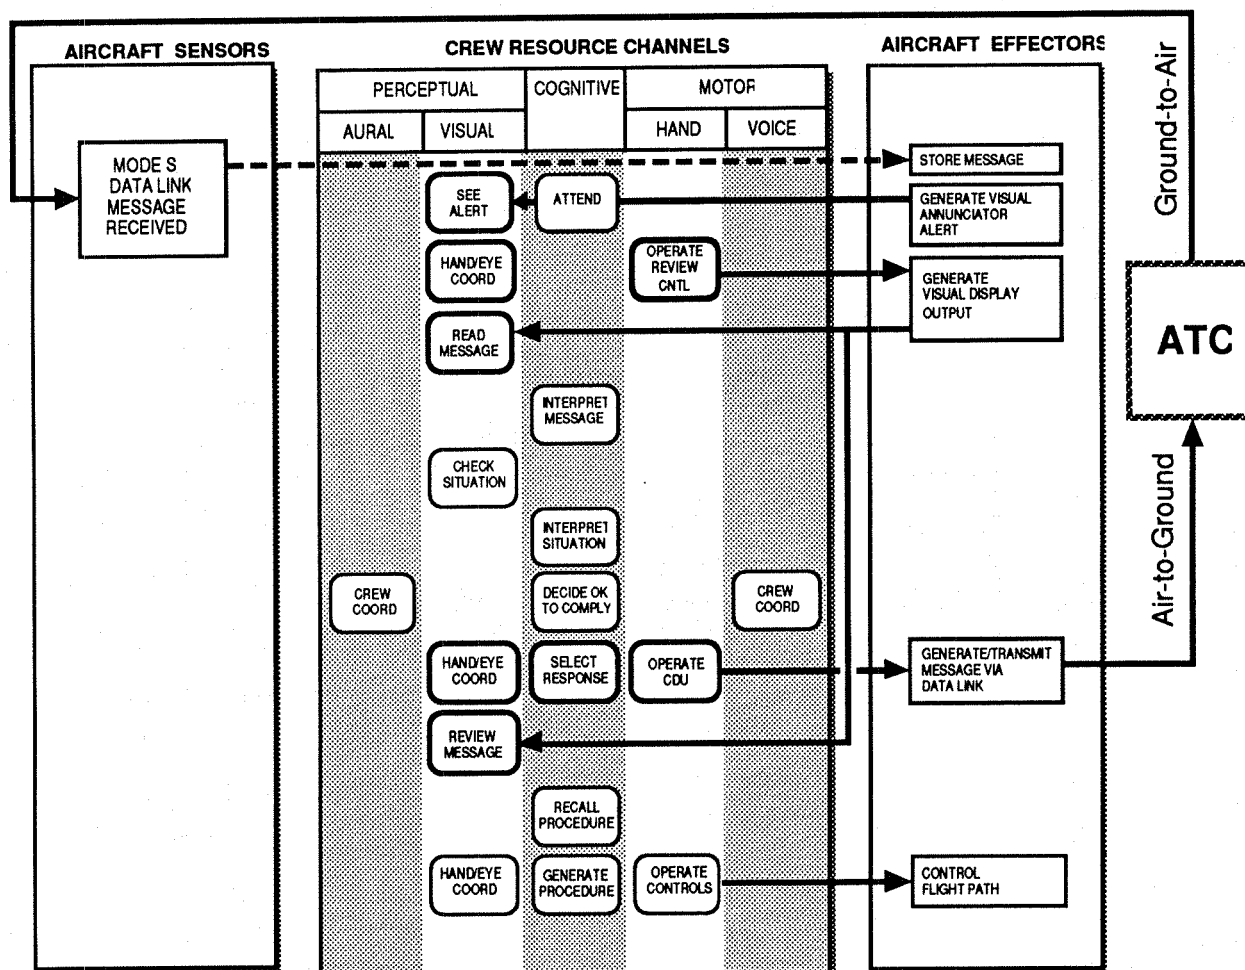 AIRCRAFT SENSORS
CREW RESOURCE CHANNELS
AIRCRAFT EFFECTORS
PERCEPTUAL
COGNITIVE
MOTOR
AURAL
VISUAL
HAND
VOICE
MODE S
DATA LINK
MESSAGE
RECEIVED
STORE MESSAGE
SEE
ALERT
ATTEND
GENERATE VISUAL
ANNUNCIATOR
ALERT
HAND/EYE
COORD
OPERATE
REVIEW
CNTL
GENERATE
VISUAL DISPLAY
OUTPUT
READ
MESSAGE
INTERPRET
MESSAGE
CHECK
SITUATION
INTERPRET
SITUATION
CREW
COORD
DECIDE OK
TO COMPLY
CREW
COORD
HAND/EYE
COORD
SELECT
RESPONSE
OPERATE
CDU
GENERATE/TRANSMIT
MESSAGE VIA
DATA LINK
REVIEW
MESSAGE
RECALL
PROCEDURE
HAND/EYE
COORD
GENERATE
PROCEDURE
OPERATE
CONTROLS
CONTROL
FLIGHT PATH
Ground-to-Air
ATC
Air-to-Ground